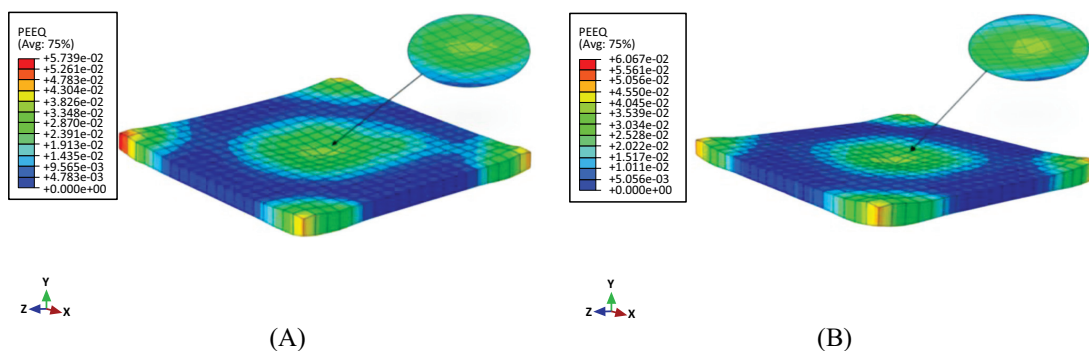 PEEQ
(Avg: 75%)
+5.739e-02
+5.261e-02
+4.783e-02
+4.304e-02
+3.826e-02
+3.348e-02
+2.870e-02
+2.391e-02
+1.913e-02
+1.435e-02
+9.565e-03
+4.783e-03
+0.000e+00
Y
Z X
(A)
PEEQ
(Avg: 75%)
+6.067e-02
+5.561e-02
+5.056e-02
+4.550e-02
+4.045e-02
+3.539e-02
+3.034e-02
+2.528e-02
+2.022e-02
+1.517e-02
+1.011e-02
+5.056e-03
+0.000e+00
Y
Z X
(B)